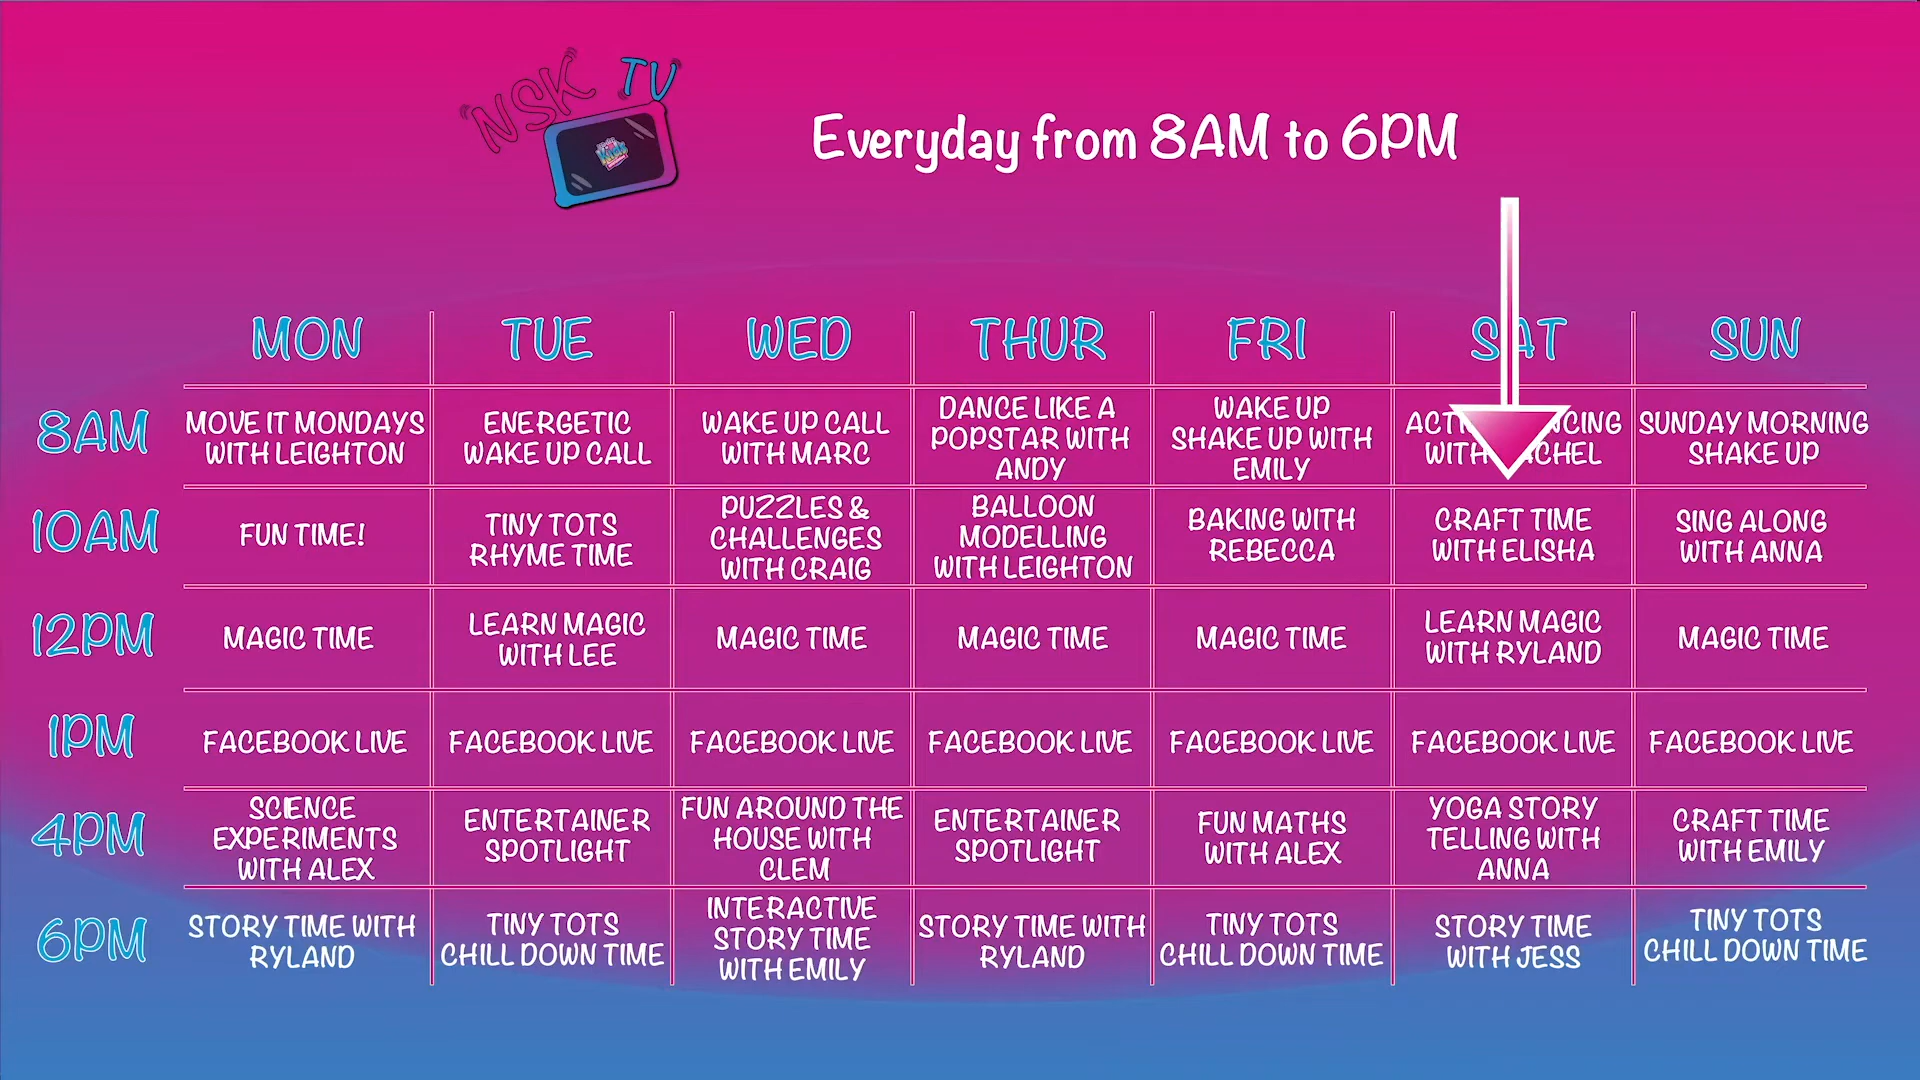 NSK TV
Everyday from 8AM to 6PM
MON TUE WED THUR FRI SAT SUN
8AM
MOVE IT MONDAYS
WITH LEIGHTON
ENERGETIC
WAKE UP CALL
WAKE UP CALL
WITH MARC
DANCE LIKE A
POPSTAR WITH
ANDY
WAKE UP
SHAKE UP WITH
EMILY
WITH
SUNDAY MORNING
SHAKE UP
10AM
FUN TIME!
TINY TOTS
RHYME TIME
PUZZLES &
CHALLENGES
WITH CRAIG
BALLOON
MODELLING
WITH LEIGHTON
BAKING WITH
REBECCA
CRAFT TIME
WITH ELISHA
SING ALONG
WITH ANNA
12PM
MAGIC TIME
LEARN MAGIC
WITH LEE
MAGIC TIME
MAGIC TIME
MAGIC TIME
LEARN MAGIC
WITH RYLAND
MAGIC TIME
1PM
FACEBOOK LIVE
FACEBOOK LIVE
FACEBOOK LIVE
FACEBOOK LIVE
FACEBOOK LIVE
FACEBOOK LIVE
FACEBOOK LIVE
4PM
SCIENCE
EXPERIMENTS
WITH ALEX
ENTERTAINER
SPOTLIGHT
FUN AROUND THE
HOUSE WITH
CLEM
ENTERTAINER
SPOTLIGHT
FUN MATHS
WITH ALEX
YOGA STORY
TELLING WITH
ANNA
CRAFT TIME
WITH EMILY
6PM
STORY TIME WITH
RYLAND
TINY TOTS
CHILL DOWN TIME
INTERACTIVE
STORY TIME
WITH EMILY
STORY TIME WITH
RYLAND
TINY TOTS
CHILL DOWN TIME
STORY TIME
WITH JESS
TINY TOTS
CHILL DOWN TIME